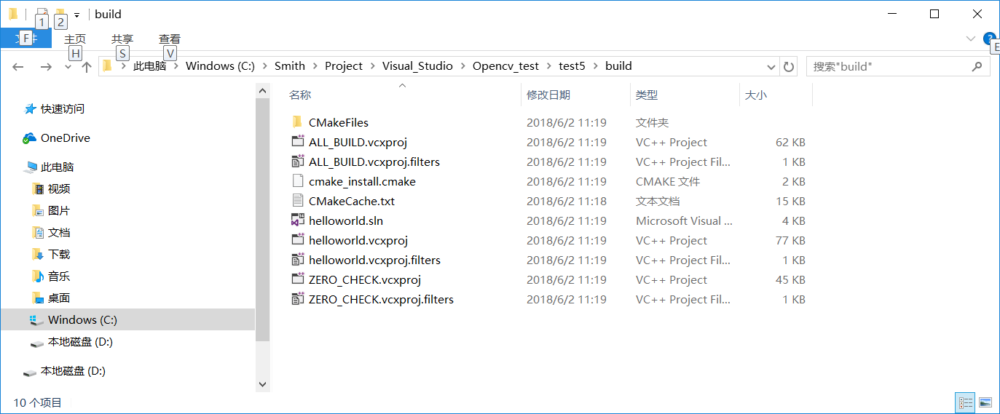 build
1
2
文件
F
主页
共享
查看
H
S
V
E
此电脑 > Windows (C:) > Smith > Project > Visual_Studio > Opencv_test > test5 > build
搜索"build"
快速访问
OneDrive
此电脑
视频
图片
文档
下载
音乐
桌面
Windows (C:)
本地磁盘 (D:)
本地磁盘 (D:)
名称 修改日期 类型 大小
CMakeFiles 2018/6/2 11:19 文件夹
ALL_BUILD.vcxproj 2018/6/2 11:19 VC++ Project 62 KB
ALL_BUILD.vcxproj.filters 2018/6/2 11:19 VC++ Project Fil... 1 KB
cmake_install.cmake 2018/6/2 11:19 CMAKE 文件 2 KB
CMakeCache.txt 2018/6/2 11:18 文本文档 15 KB
helloworld.sln 2018/6/2 11:19 Microsoft Visual ... 4 KB
helloworld.vcxproj 2018/6/2 11:19 VC++ Project 77 KB
helloworld.vcxproj.filters 2018/6/2 11:19 VC++ Project Fil... 1 KB
ZERO_CHECK.vcxproj 2018/6/2 11:19 VC++ Project 45 KB
ZERO_CHECK.vcxproj.filters 2018/6/2 11:19 VC++ Project Fil... 1 KB
10 个项目